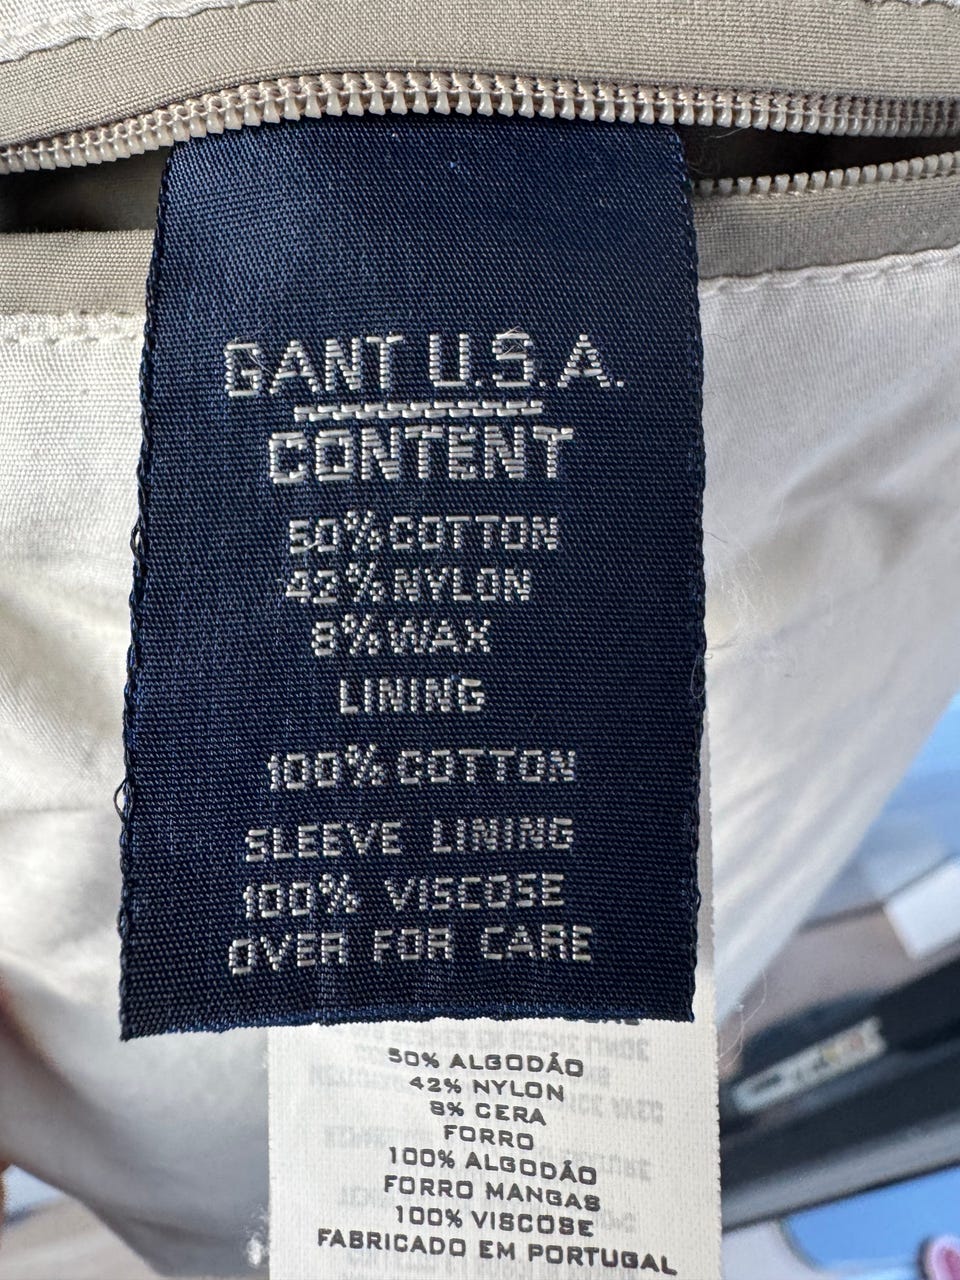 GANT U.S.A.
CONTENT
50% COTTON
42% NYLON
8% WAX
LINING
100% COTTON
SLEEVE LINING
100% VISCOSE
OVER FOR CARE
50% ALGODÃO
42% NYLON
8% CERA
FORRO
100% ALGODÃO
FORRO MANGAS
100% VISCOSE
FABRICADO EM PORTUGAL